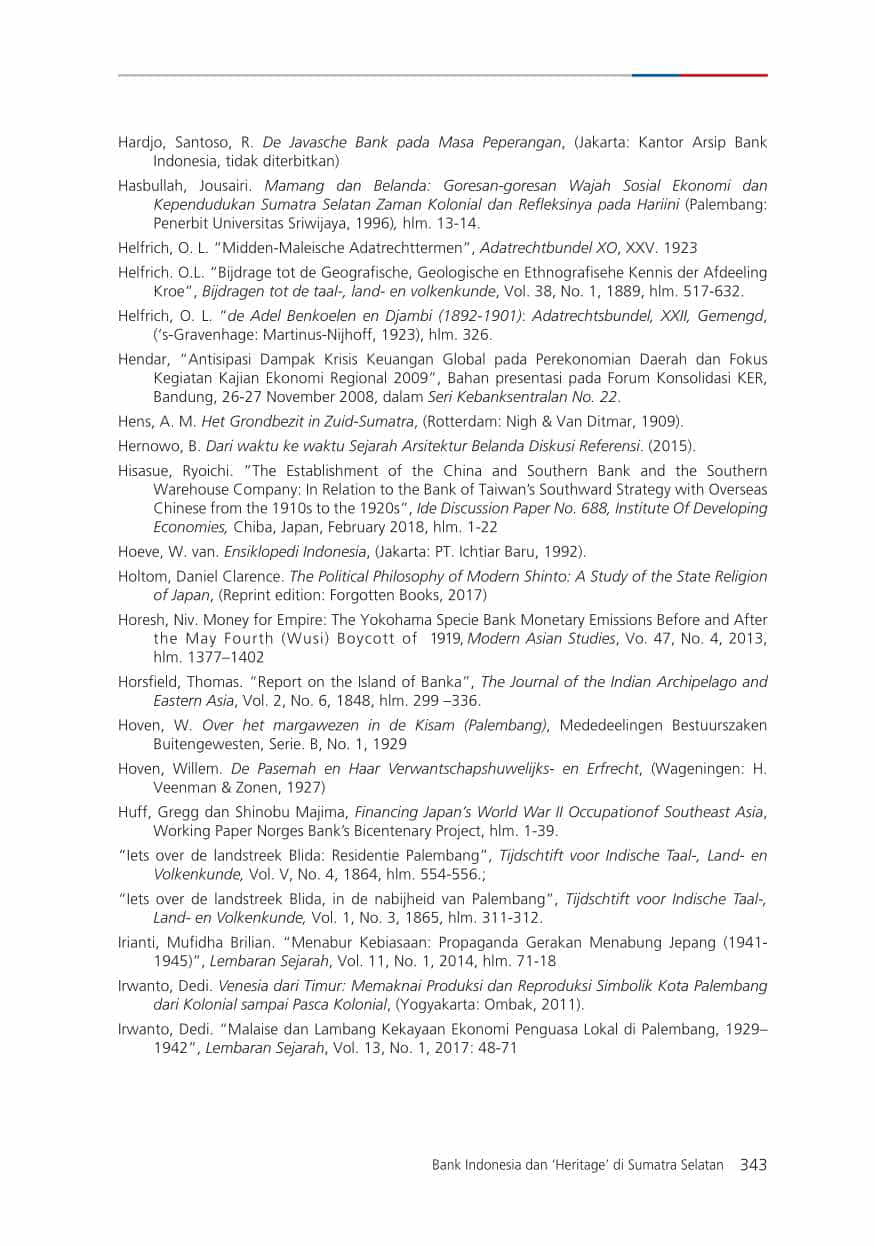 Hardjo, Santoso, R. De Javasche Bank pada Masa Peperangan, (Jakarta: Kantor Arsip Bank
Indonesia, tidak diterbitkan)
Hasbullah, Jousairi. Mamang dan Belanda: Goresan-goresan Wajah Sosial Ekonomi dan
Kependudukan Sumatra Selatan Zaman Kolonial dan Refleksinya pada Hariini (Palembang:
Penerbit Universitas Sriwijaya, 1996), hlm. 13-14.
Helfrich, O. L. “Midden-Maleische Adatrechttermen”, Adatrechtbundel XO, XXV. 1923
Helfrich. O.L. “Bijdrage tot de Geografische, Geologische en Ethnografisehe Kennis der Afdeeling
Kroe”, Bijdragen tot de taal-, land- en volkenkunde, Vol. 38, No. 1, 1889, hlm. 517-632.
Helfrich, O. L. “de Adel Benkoelen en Djambi (1892-1901): Adatrechtsbundel, XXII, Gemengd,
(‘s-Gravenhage: Martinus-Nijhoff, 1923), hlm. 326.
Hendar, “Antisipasi Dampak Krisis Keuangan Global pada Perekonomian Daerah dan Fokus
Kegiatan Kajian Ekonomi Regional 2009”, Bahan presentasi pada Forum Konsolidasi KER,
Bandung, 26-27 November 2008, dalam Seri Kebanksentralan No. 22.
Hens, A. M. Het Grondbezit in Zuid-Sumatra, (Rotterdam: Nigh & Van Ditmar, 1909).
Hernowo, B. Dari waktu ke waktu Sejarah Arsitektur Belanda Diskusi Referensi. (2015).
Hisasue, Ryoichi. “The Establishment of the China and Southern Bank and the Southern
Warehouse Company: In Relation to the Bank of Taiwan’s Southward Strategy with Overseas
Chinese from the 1910s to the 1920s”, Ide Discussion Paper No. 688, Institute Of Developing
Economies, Chiba, Japan, February 2018, hlm. 1-22
Hoeve, W. van. Ensiklopedi Indonesia, (Jakarta: PT. Ichtiar Baru, 1992).
Holtom, Daniel Clarence. The Political Philosophy of Modern Shinto: A Study of the State Religion
of Japan, (Reprint edition: Forgotten Books, 2017)
Horesh, Niv. Money for Empire: The Yokohama Specie Bank Monetary Emissions Before and After
the May Fourth (Wusi) Boycott of 1919, Modern Asian Studies, Vo. 47, No. 4, 2013,
hlm. 1377–1402
Horsfield, Thomas. “Report on the Island of Banka”, The Journal of the Indian Archipelago and
Eastern Asia, Vol. 2, No. 6, 1848, hlm. 299 –336.
Hoven, W. Over het margawezen in de Kisam (Palembang), Mededeelingen Bestuurszaken
Buitengewesten, Serie. B, No. 1, 1929
Hoven, Willem. De Pasemah en Haar Verwantschapshuwelijks- en Erfrecht, (Wageningen: H.
Veenman & Zonen, 1927)
Huff, Gregg dan Shinobu Majima, Financing Japan’s World War II Occupationof Southeast Asia,
Working Paper Norges Bank’s Bicentenary Project, hlm. 1-39.
“Iets over de landstreek Blida: Residentie Palembang”, Tijdschtift voor Indische Taal-, Land- en
Volkenkunde, Vol. V, No. 4, 1864, hlm. 554-556.;
“Iets over de landstreek Blida, in de nabijheid van Palembang”, Tijdschtift voor Indische Taal-,
Land- en Volkenkunde, Vol. 1, No. 3, 1865, hlm. 311-312.
Irianti, Mufidha Brilian. “Menabur Kebiasaan: Propaganda Gerakan Menabung Jepang (1941-
1945)”, Lembaran Sejarah, Vol. 11, No. 1, 2014, hlm. 71-18
Irwanto, Dedi. Venesia dari Timur: Memaknai Produksi dan Reproduksi Simbolik Kota Palembang
dari Kolonial sampai Pasca Kolonial, (Yogyakarta: Ombak, 2011).
Irwanto, Dedi. “Malaise dan Lambang Kekayaan Ekonomi Penguasa Lokal di Palembang, 1929–
1942”, Lembaran Sejarah, Vol. 13, No. 1, 2017: 48-71
Bank Indonesia dan ‘Heritage’ di Sumatra Selatan 343